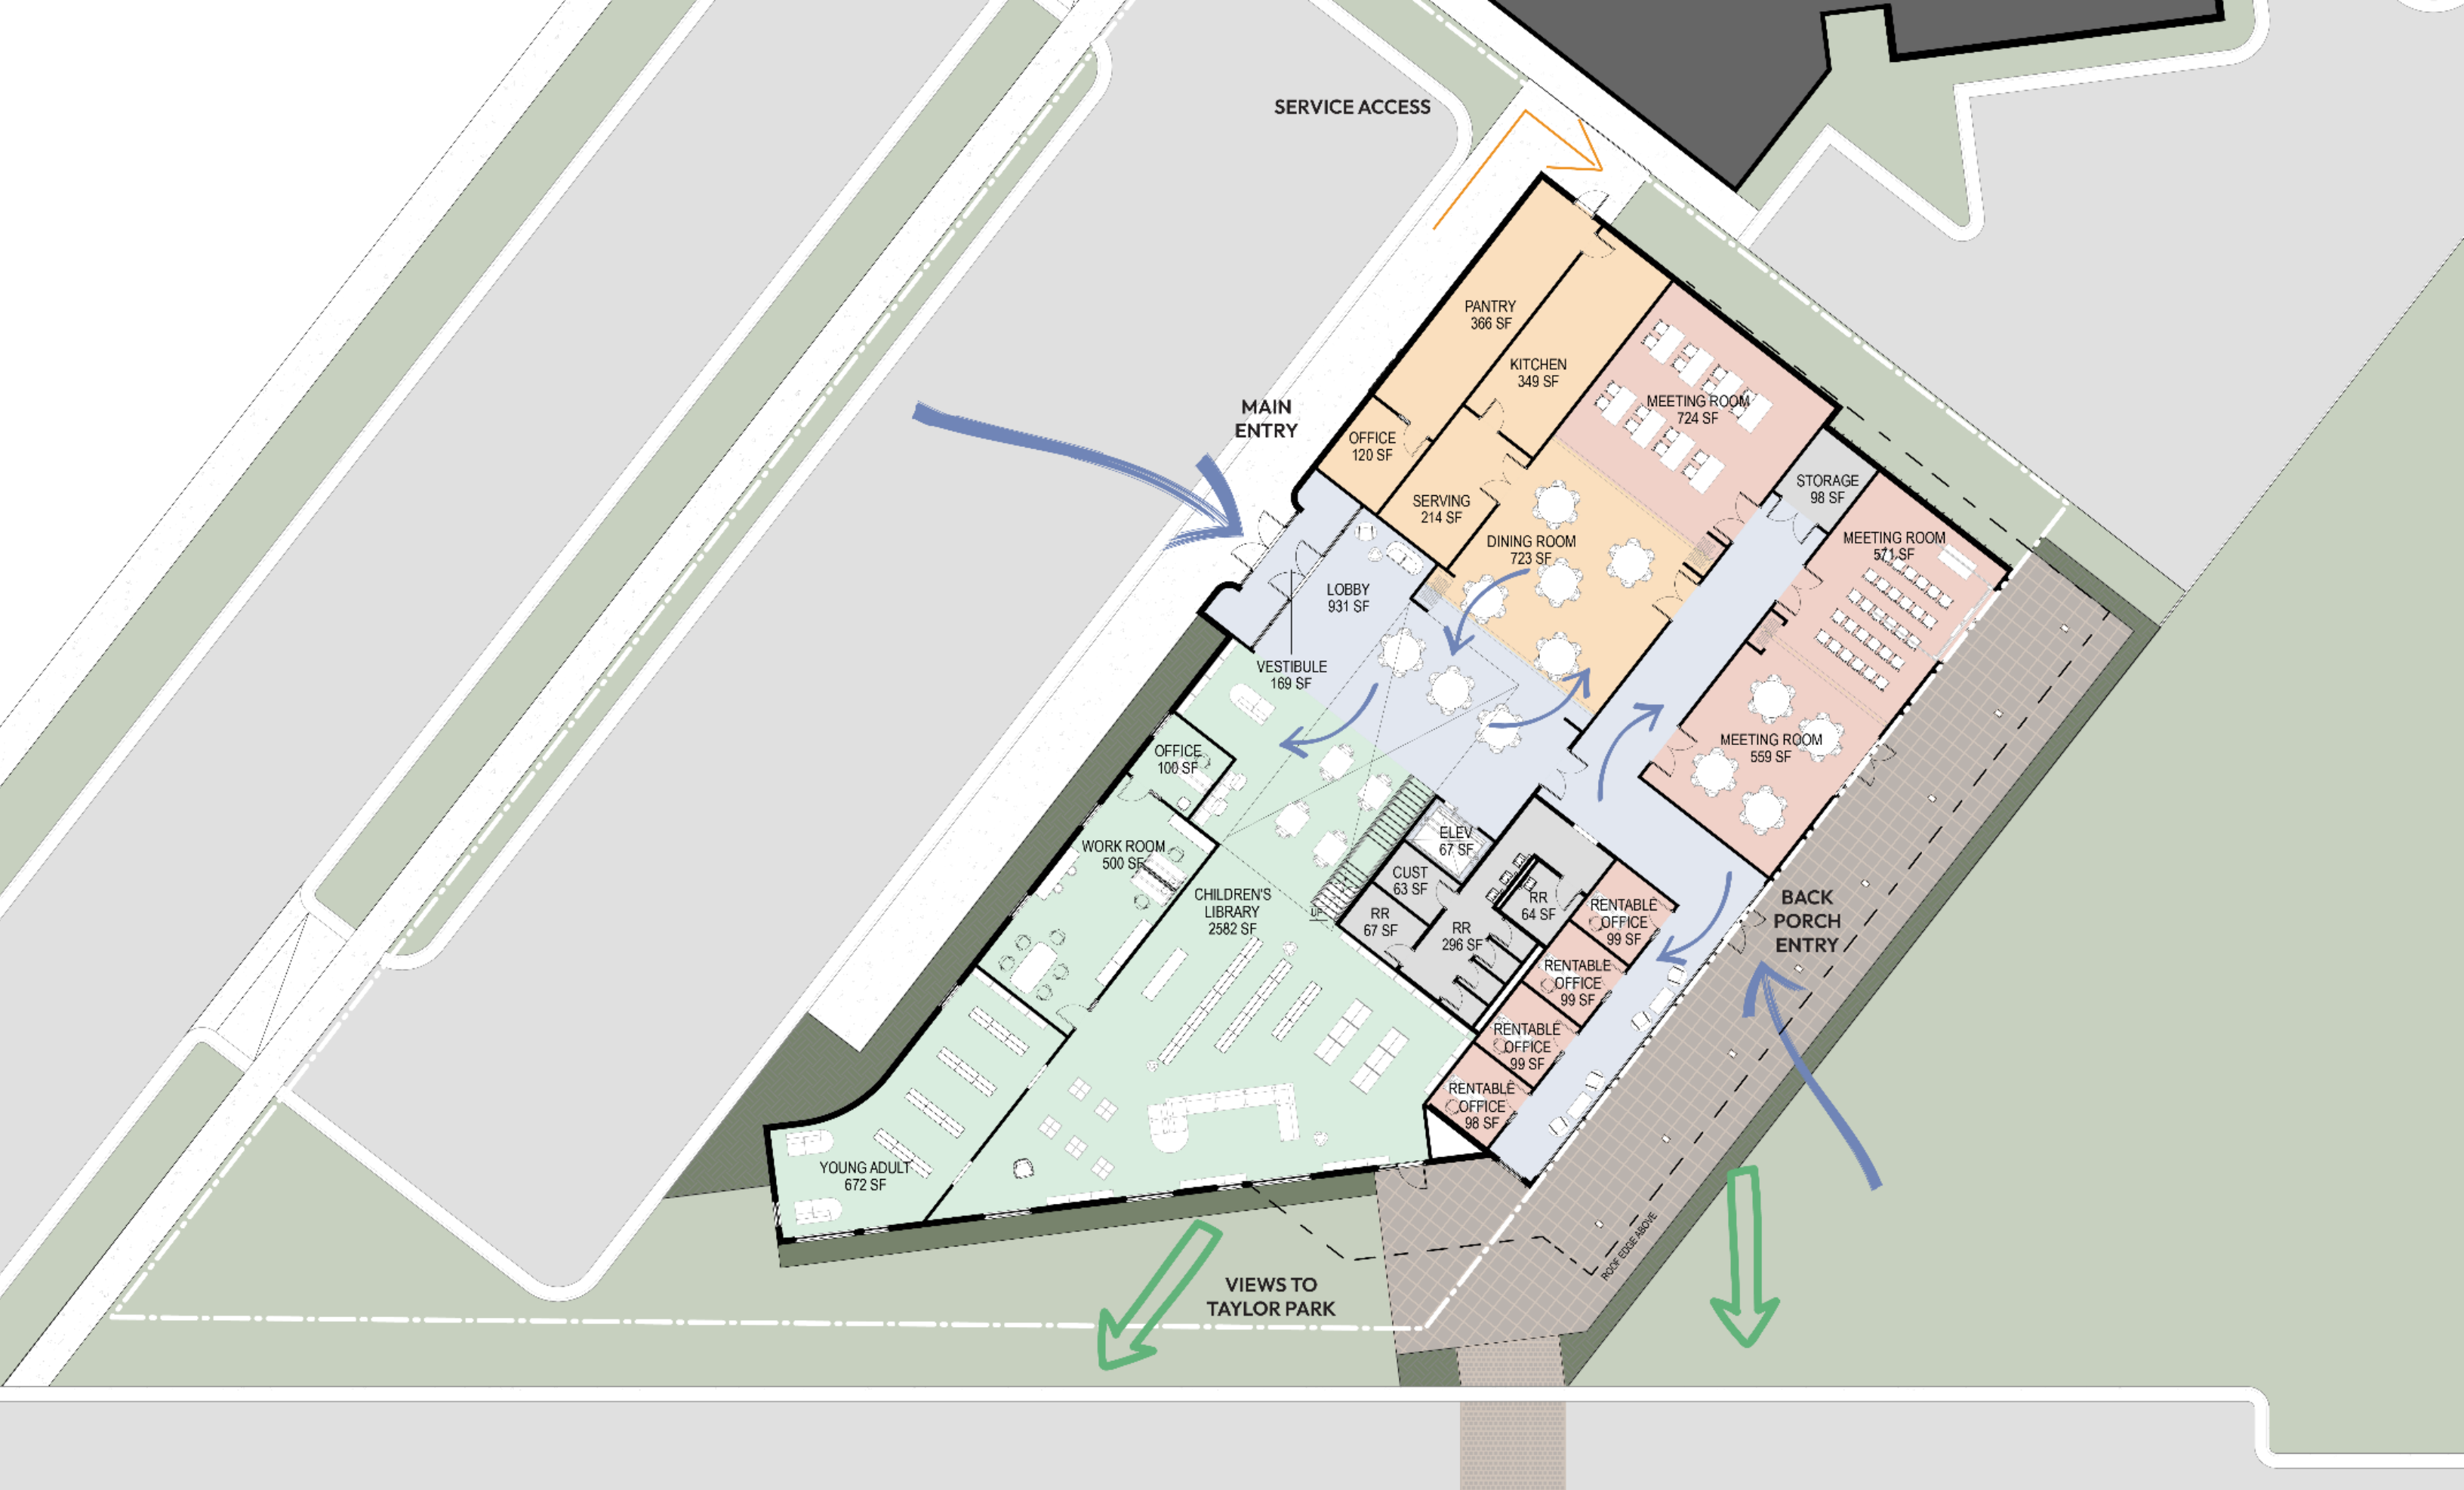 SERVICE ACCESS
PANTRY
366 SF
KITCHEN
349 SF
MAIN
ENTRY
MEETING ROOM
724 SF
OFFICE
120 SF
STORAGE
98 SF
SERVING
214 SF
DINING ROOM
723 SF
MEETING ROOM
571 SF
LOBBY
931 SF
VESTIBULE
169 SF
MEETING ROOM
559 SF
OFFICE
100 SF
WORK ROOM
500 SF
ELEV
67 SF
CUST
63 SF
CHILDREN'S
LIBRARY
2582 SF
UP
RR
67 SF
RR
64 SF
RR
296 SF
RENTABLE
OFFICE
99 SF
BACK
PORCH
ENTRY
RENTABLE
OFFICE
99 SF
RENTABLE
OFFICE
99 SF
RENTABLE
OFFICE
98 SF
YOUNG ADULT
672 SF
ROOF EDGE ABOVE
VIEWS TO
TAYLOR PARK